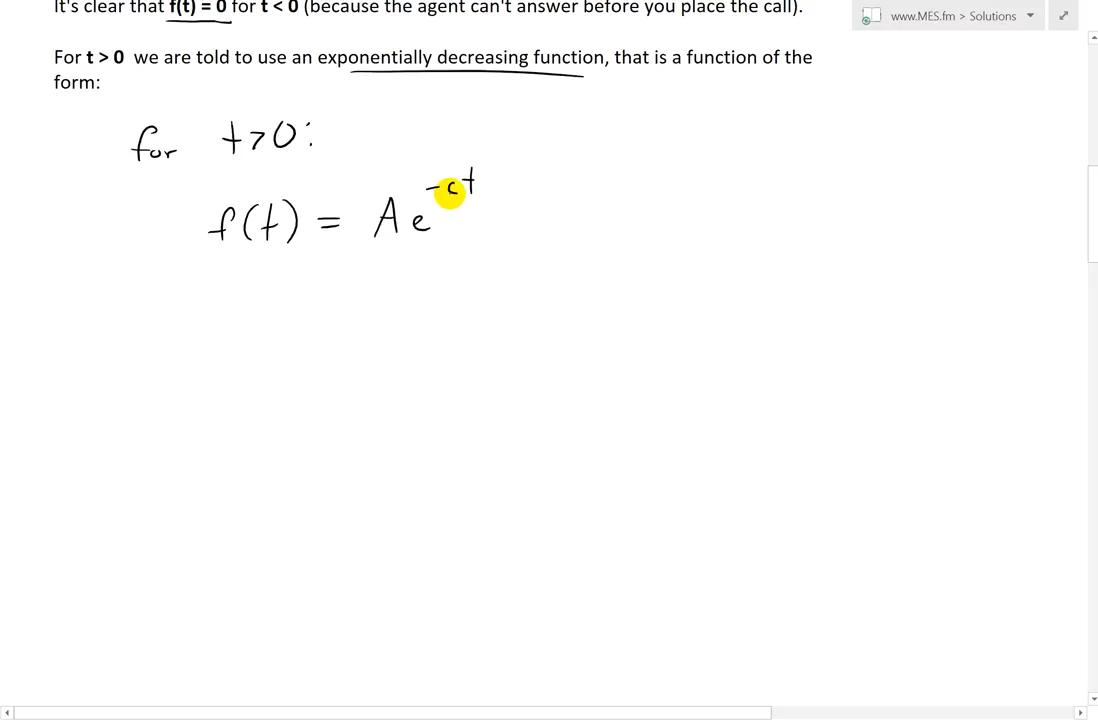 It's clear that f(t) = 0 for t < 0 (because the agent can't answer before you place the call).
www.MES.fm > Solutions
For t > 0 we are told to use an exponentially decreasing function, that is a function of the
form:
for t>0:
f(t) = Ae^-ct